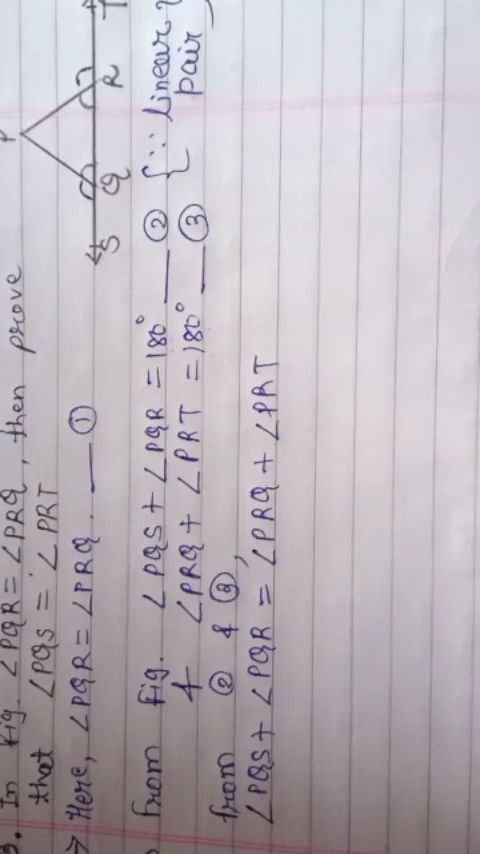 3. In fig. ∠PQR = ∠PRQ, then prove
that ∠PQS = ∠PRT
P
S Q R T
→ Here, ∠PQR = ∠PRQ. — ①
from fig. ∠PQS + ∠PQR = 180° — ② {∵ linear
& ∠PRQ + ∠PRT = 180° — ③ pair
from ② & ③,
∠PQS + ∠PQR = ∠PRQ + ∠PRT